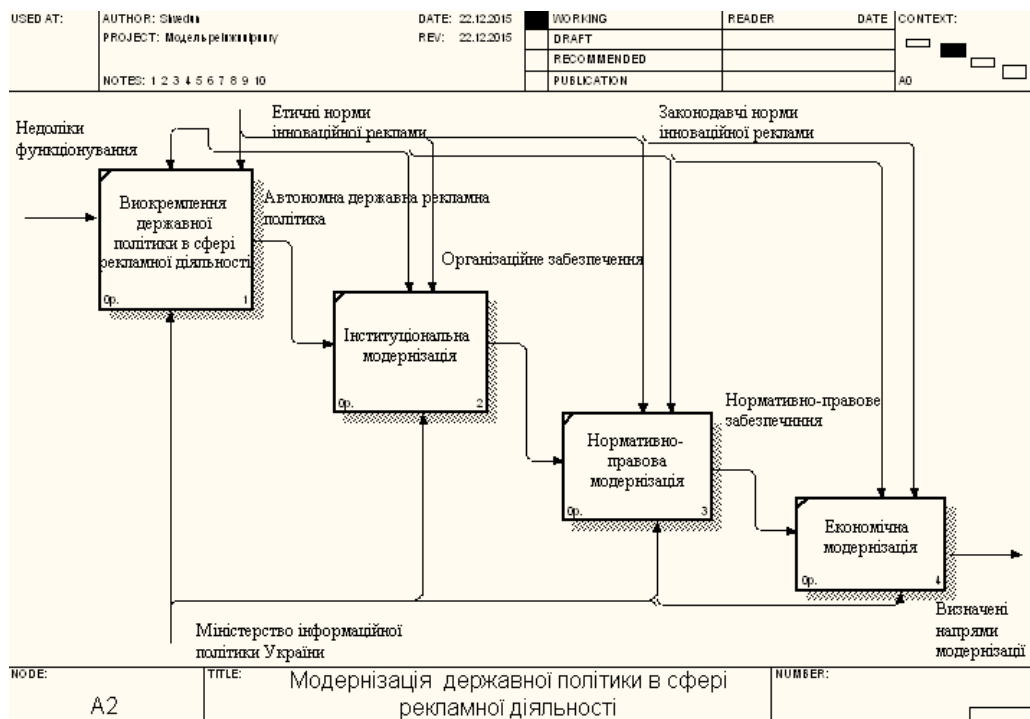 USED AT:
AUTHOR: Shvedun
DATE: 22.12.2015
WORKING
READER
DATE
CONTEXT:
PROJECT: Модель реінжинірингу
REV: 22.12.2015
DRAFT
RECOMMENDED
NOTES: 1 2 3 4 5 6 7 8 9 10
PUBLICATION
A0
Недоліки
функціонування
Етичні норми
інноваційної реклами
Законодавчі норми
інноваційної реклами
Виокремлення
державної
політики в сфері
рекламної діяльності
0р.
1
Автономна державна рекламна
політика
Організаційне забезпечення
Інституціональна
модернізація
0р.
2
Нормативно-правове
забезпечиння
Нормативно-
правова
модернізація
0р.
3
Економічна
модернізація
0р.
4
Міністерство інформаційної
політики України
Визначені
напрями
модернізації
NODE:
A2
TITLE:
Модернізація державної політики в сфері
рекламної діяльності
NUMBER: